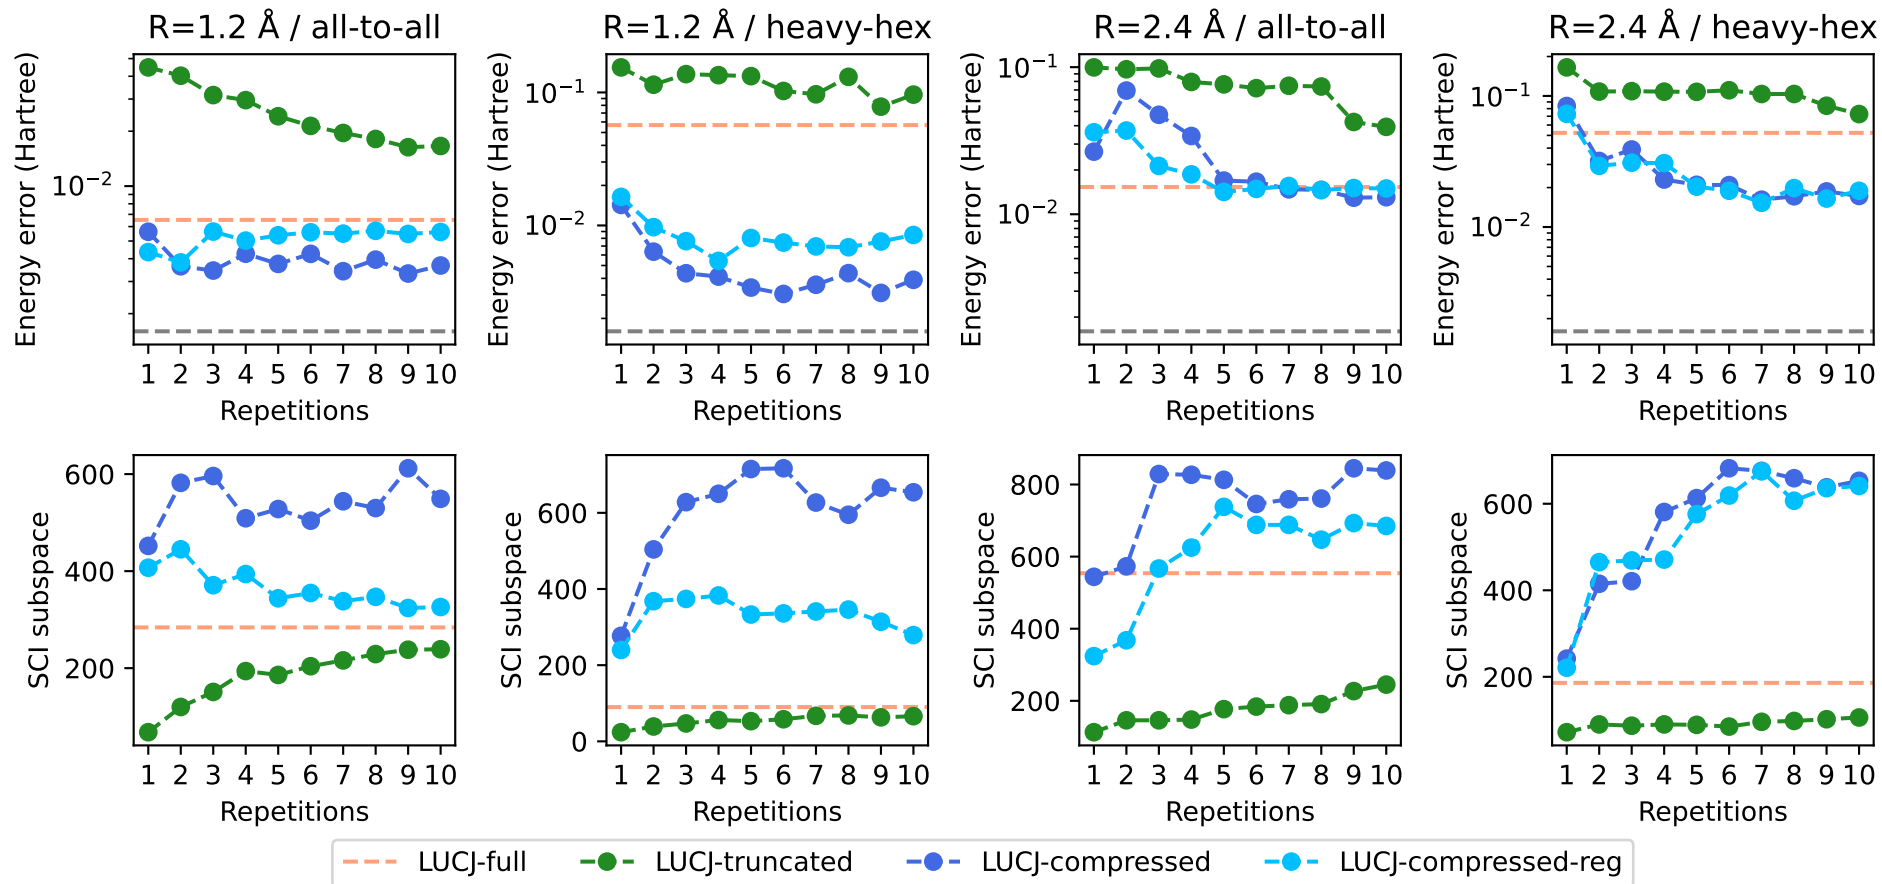 R=1.2 Å / all-to-all
R=1.2 Å / heavy-hex
R=2.4 Å / all-to-all
R=2.4 Å / heavy-hex
Energy error (Hartree)
10⁻²
1 2 3 4 5 6 7 8 9 10
Repetitions
Energy error (Hartree)
10⁻¹
10⁻²
1 2 3 4 5 6 7 8 9 10
Repetitions
Energy error (Hartree)
10⁻¹
10⁻²
1 2 3 4 5 6 7 8 9 10
Repetitions
Energy error (Hartree)
10⁻¹
10⁻²
1 2 3 4 5 6 7 8 9 10
Repetitions
SCI subspace
600
400
200
1 2 3 4 5 6 7 8 9 10
Repetitions
SCI subspace
600
400
200
0
1 2 3 4 5 6 7 8 9 10
Repetitions
SCI subspace
800
600
400
200
1 2 3 4 5 6 7 8 9 10
Repetitions
SCI subspace
600
400
200
1 2 3 4 5 6 7 8 9 10
Repetitions
LUCJ-full
LUCJ-truncated
LUCJ-compressed
LUCJ-compressed-reg